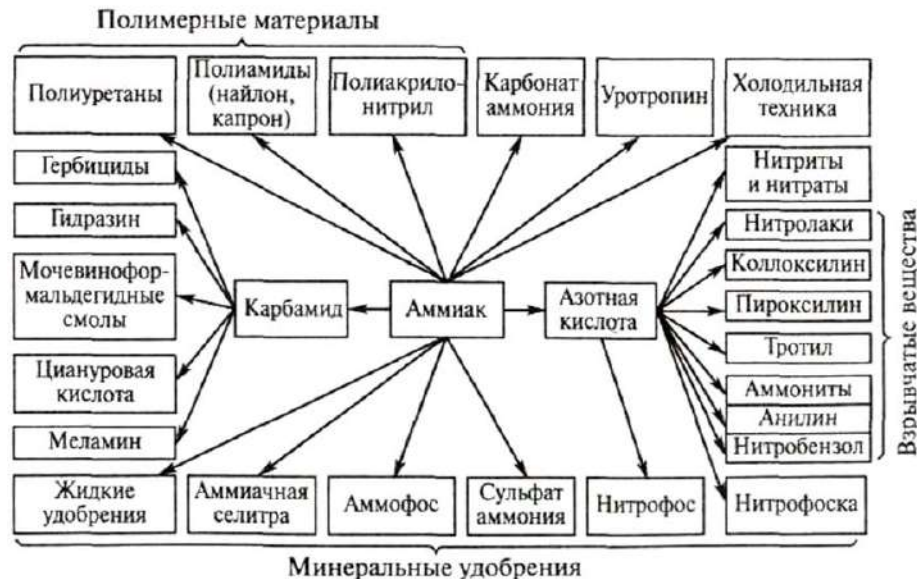 Полимерные материалы
Полиуретаны
Полиамиды
(найлон,
капрон)
Полиакрило-
нитрил
Карбонат
аммония
Уротропин
Холодильная
техника
Гербициды
Гидразин
Мочевинофор-
мальдегидные
смолы
Циануровая
кислота
Меламин
Карбамид
Аммиак
Азотная
кислота
Нитриты
и нитраты
Нитролаки
Коллоксилин
Пироксилин
Тротил
Аммониты
Анилин
Нитробензол
Взрывчатые вещества
Жидкие
удобрения
Аммиачная
селитра
Аммофос
Сульфат
аммония
Нитрофос
Нитрофоска
Минеральные удобрения